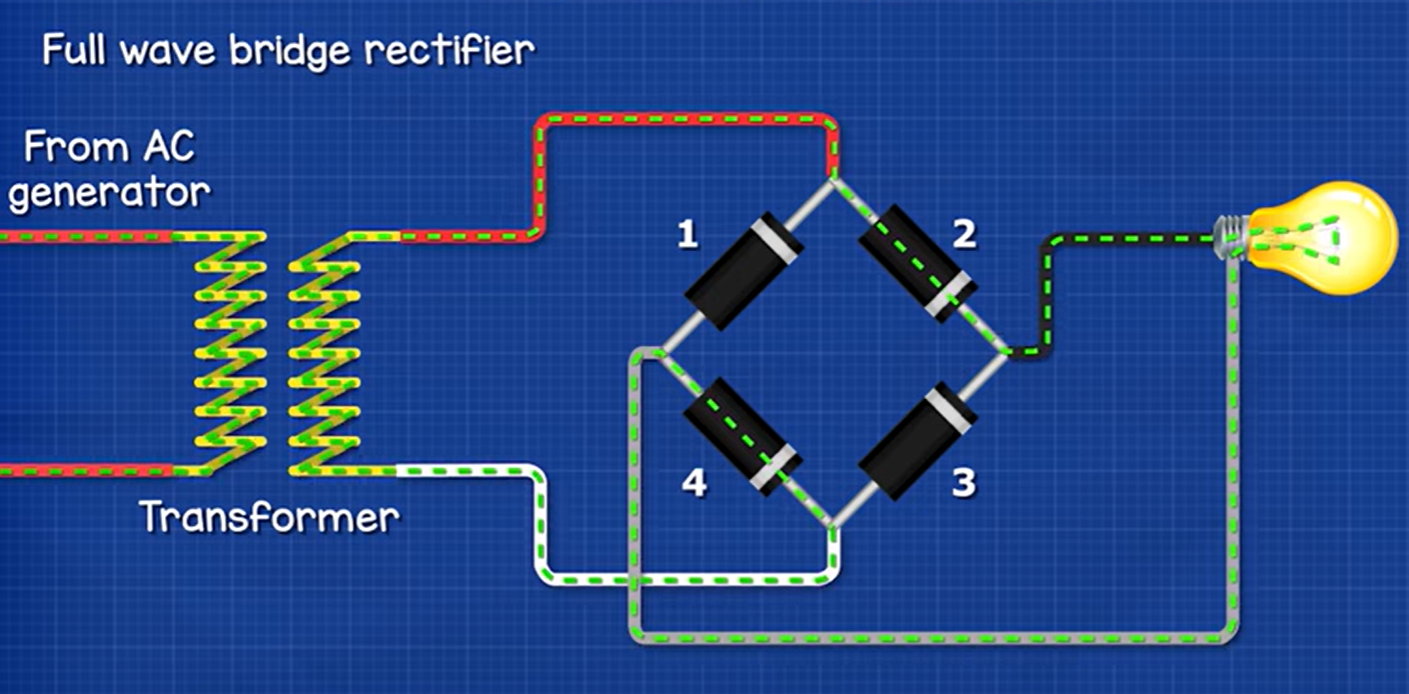 Full wave bridge rectifier
From AC
generator
1
2
4
3
Transformer